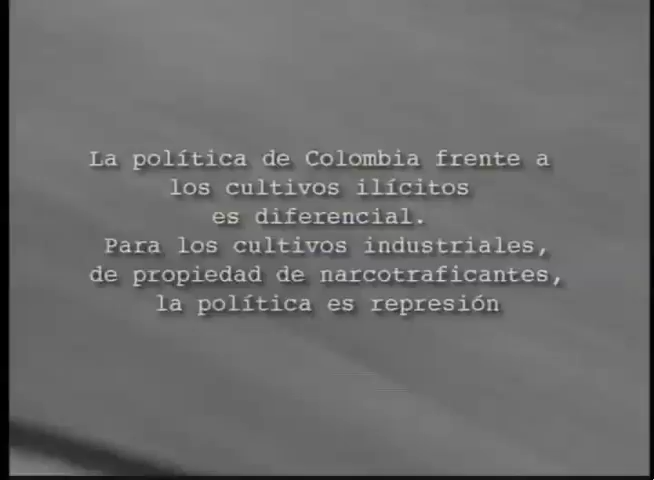 La política de Colombia frente a
los cultivos ilícitos
es diferencial.
Para los cultivos industriales,
de propiedad de narcotraficantes,
la política es represión